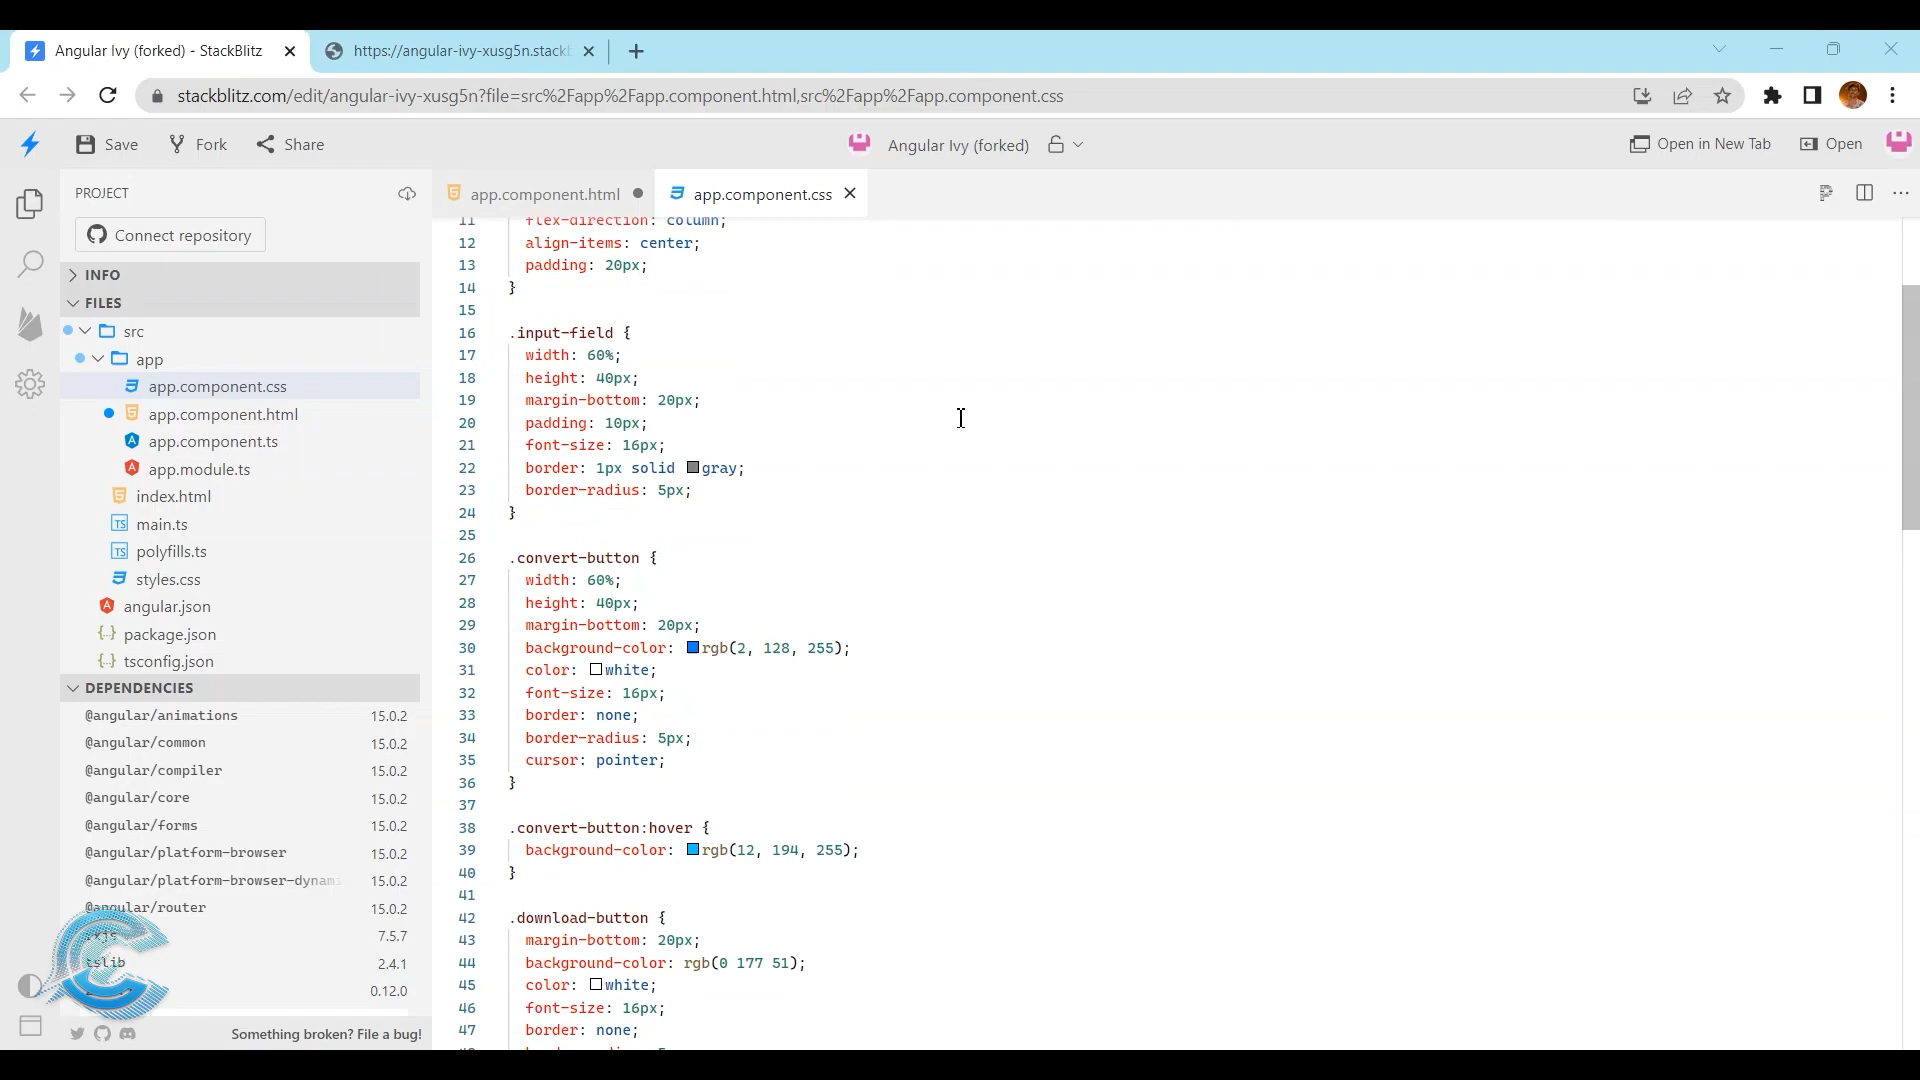 Angular Ivy (forked) - StackBlitz
https://angular-ivy-xusg5n.stackb
stackblitz.com/edit/angular-ivy-xusg5n?file=src%2Fapp%2Fapp.component.html,src%2Fapp%2Fapp.component.css
Save
Fork
Share
Angular Ivy (forked)
Open in New Tab
Open
PROJECT
Connect repository
INFO
FILES
src
app
app.component.css
app.component.html
app.component.ts
app.module.ts
index.html
main.ts
polyfills.ts
styles.css
angular.json
package.json
tsconfig.json
DEPENDENCIES
@angular/animations 15.0.2
@angular/common 15.0.2
@angular/compiler 15.0.2
@angular/core 15.0.2
@angular/forms 15.0.2
@angular/platform-browser 15.0.2
@angular/platform-browser-dynami 15.0.2
@angular/router 15.0.2
rxjs 7.5.7
tslib 2.4.1
0.12.0
Something broken? File a bug!
app.component.html
app.component.css
11 flex-direction: column;
12 align-items: center;
13 padding: 20px;
14 }
15
16 .input-field {
17 width: 60%;
18 height: 40px;
19 margin-bottom: 20px;
20 padding: 10px;
21 font-size: 16px;
22 border: 1px solid gray;
23 border-radius: 5px;
24 }
25
26 .convert-button {
27 width: 60%;
28 height: 40px;
29 margin-bottom: 20px;
30 background-color: rgb(2, 128, 255);
31 color: white;
32 font-size: 16px;
33 border: none;
34 border-radius: 5px;
35 cursor: pointer;
36 }
37
38 .convert-button:hover {
39 background-color: rgb(12, 194, 255);
40 }
41
42 .download-button {
43 margin-bottom: 20px;
44 background-color: rgb(0 177 51);
45 color: white;
46 font-size: 16px;
47 border: none;